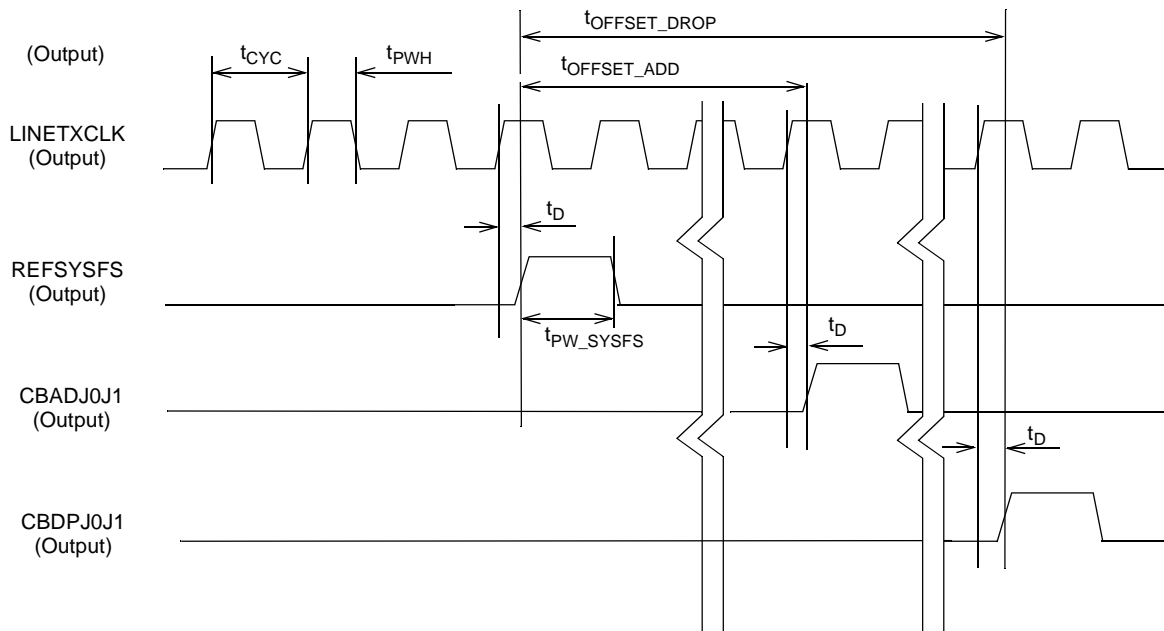 tOFFSET_DROP
(Output)
tCYC
tPWH
tOFFSET_ADD
LINETXCLK
(Output)
tD
REFSYSFS
(Output)
tPW_SYSFS
tD
CBADJ0J1
(Output)
tD
CBDPJ0J1
(Output)